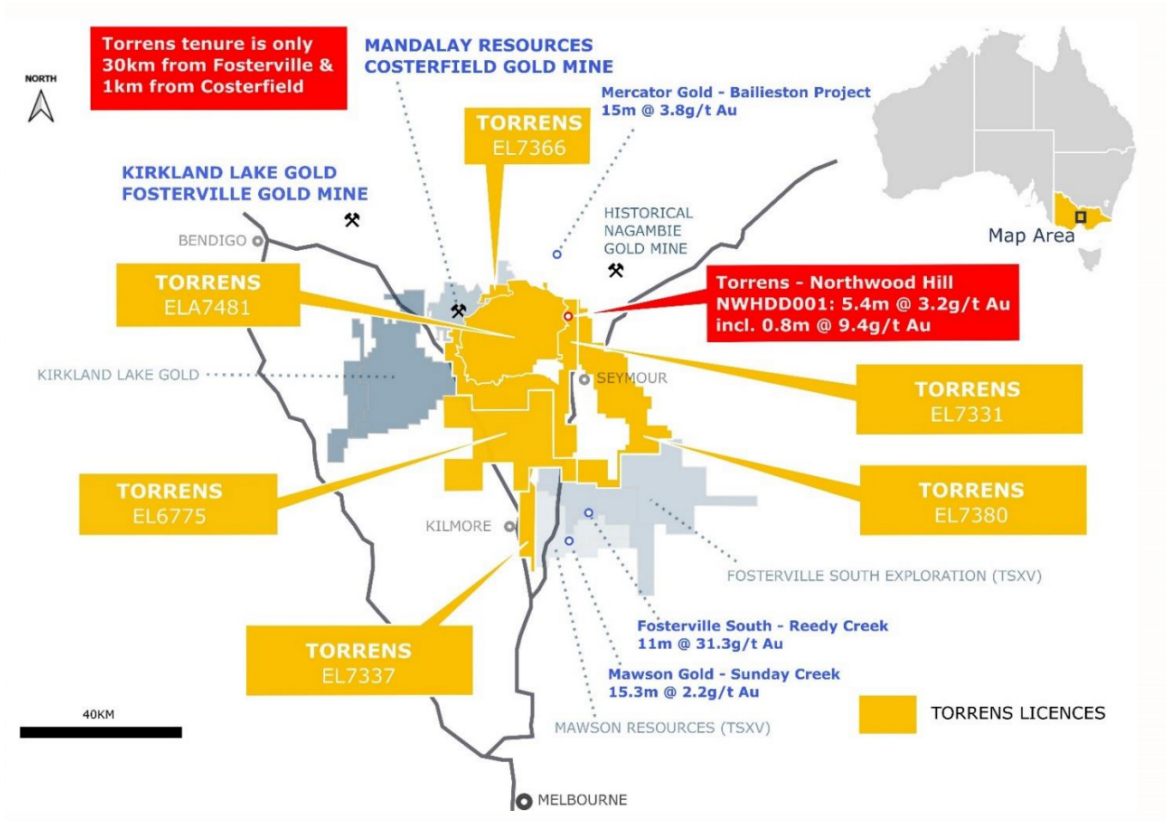 Torrens tenure is only
30km from Fosterville &
1km from Costerfield
NORTH
MANDALAY RESOURCES
COSTERFIELD GOLD MINE
Mercator Gold - Bailieston Project
15m @ 3.8g/t Au
TORRENS
EL7366
KIRKLAND LAKE GOLD
FOSTERVILLE GOLD MINE
HISTORICAL
NAGAMBIE
GOLD MINE
Map Area
BENDIGO
TORRENS
ELA7481
Torrens - Northwood Hill
NWHDD001: 5.4m @ 3.2g/t Au
incl. 0.8m @ 9.4g/t Au
KIRKLAND LAKE GOLD
SEYMOUR
TORRENS
EL7331
TORRENS
EL6775
TORRENS
EL7380
KILMORE
FOSTERVILLE SOUTH EXPLORATION (TSXV)
Fosterville South - Reedy Creek
11m @ 31.3g/t Au
TORRENS
EL7337
Mawson Gold - Sunday Creek
15.3m @ 2.2g/t Au
MAWSON RESOURCES (TSXV)
TORRENS LICENCES
40KM
MELBOURNE